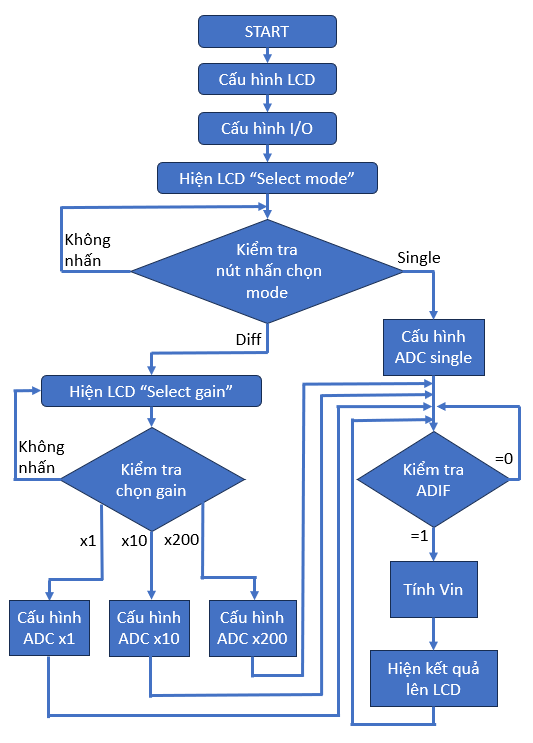 START
Cấu hình LCD
Cấu hình I/O
Hiện LCD “Select mode”
Không
nhấn
Kiểm tra
nút nhấn chọn
mode
Single
Diff
Cấu hình
ADC single
Hiện LCD “Select gain”
Không
nhấn
Kiểm tra
chọn gain
x1
x10
x200
Cấu hình
ADC x1
Cấu hình
ADC x10
Cấu hình
ADC x200
Kiểm tra
ADIF
=0
=1
Tính Vin
Hiện kết quả
lên LCD